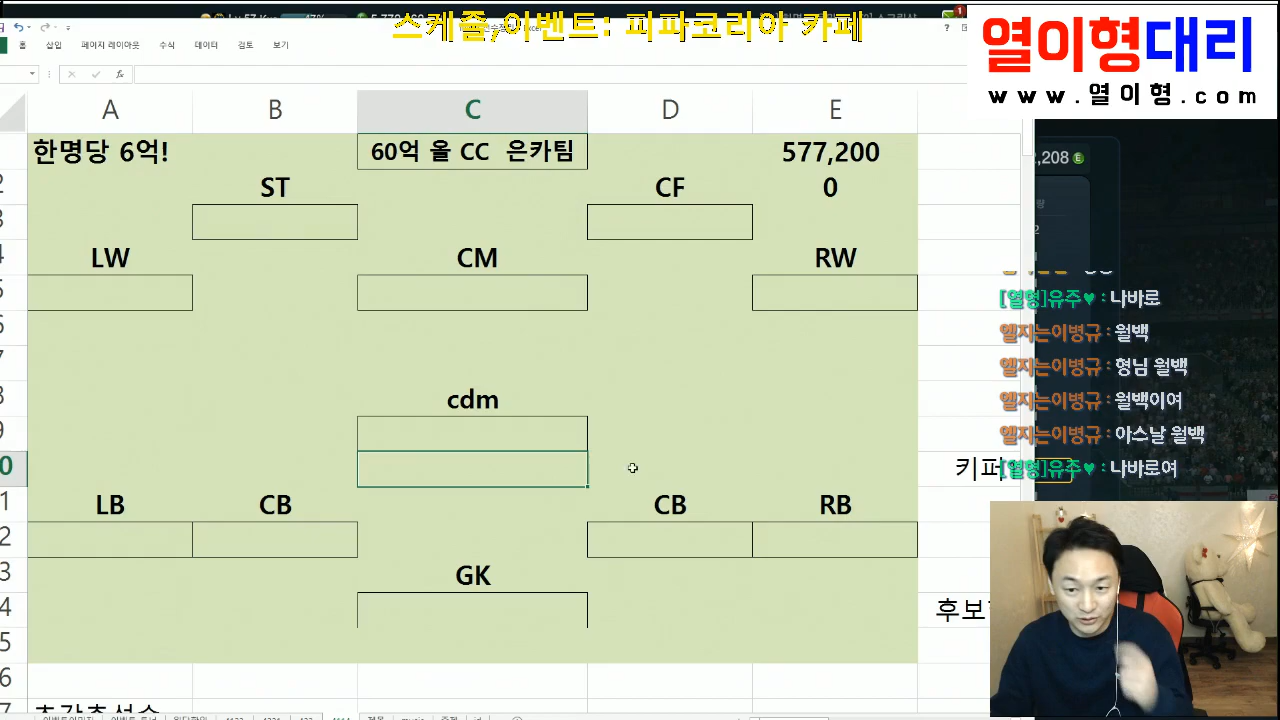 스케줄,이벤트: 피파코리아 카페
열이형대리
www.열이형.com
홈 삽입 페이지 레이아웃 수식 데이터 검토 보기
fx
A B C D E
한명당 6억! 60억 올 CC 은카팀 577,200
,208
2 ST CF 0
3
LW CM RW
[열형]유주♥ : 나바로
엘지는이병규 : 월백
엘지는이병규 : 형님 월백
cdm
엘지는이병규 : 월백이여
엘지는이병규 : 아스날 월백
키퍼
[열형]유주♥ : 나바로여
LB CB CB RB
GK
후보